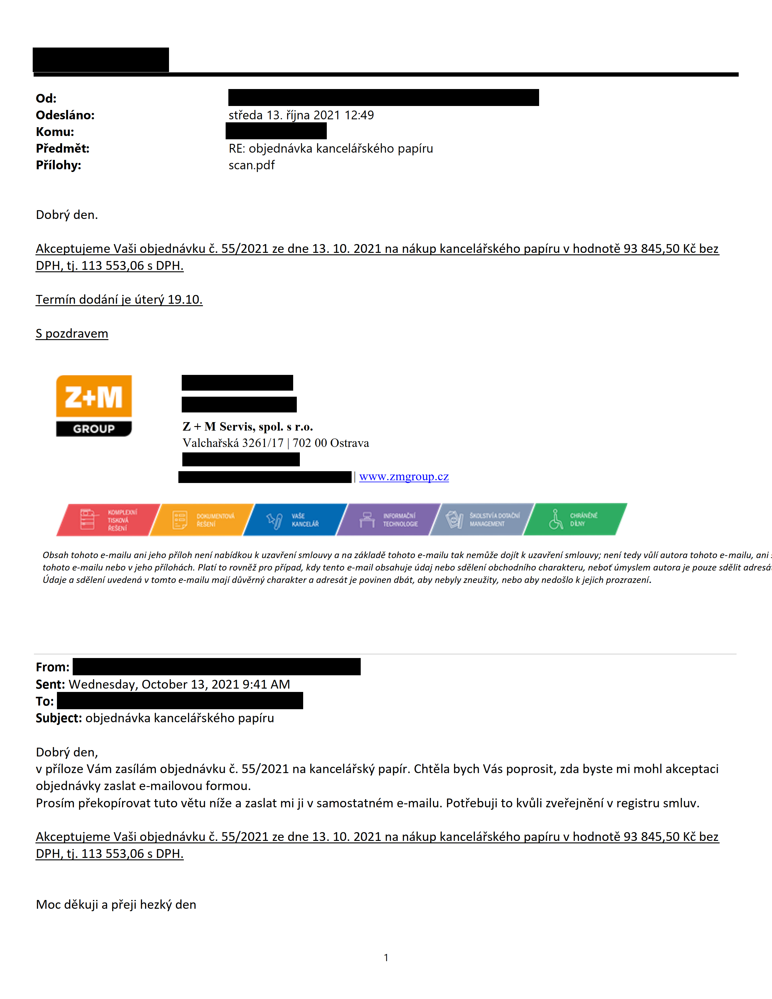 Od:
Odesláno: středa 13. října 2021 12:49
Komu:
Předmět: RE: objednávka kancelářského papíru
Přílohy: scan.pdf
Dobrý den.
Akceptujeme Vaši objednávku č. 55/2021 ze dne 13. 10. 2021 na nákup kancelářského papíru v hodnotě 93 845,50 Kč bez
DPH, tj. 113 553,06 s DPH.
Termín dodání je úterý 19.10.
S pozdravem
Z+M
GROUP
Z + M Servis, spol. s r.o.
Valchařská 3261/17 | 702 00 Ostrava
| www.zmgroup.cz
KOMPLEXNÍ
TISKOVÁ
ŘEŠENÍ
DOKUMENTOVÁ
ŘEŠENÍ
VAŠE
KANCELÁŘ
INFORMAČNÍ
TECHNOLOGIE
ŠKOLSTVÍ A DOTAČNÍ
MANAGEMENT
CHRÁNĚNÉ
DÍLNY
Obsah tohoto e-mailu ani jeho příloh není nabídkou k uzavření smlouvy a na základě tohoto e-mailu tak nemůže dojít k uzavření smlouvy; není tedy vůlí autora tohoto e-mailu, ani
tohoto e-mailu nebo v jeho přílohách. Platí to rovněž pro případ, kdy tento e-mail obsahuje údaj nebo sdělení obchodního charakteru, neboť úmyslem autora je pouze sdělit
Údaje a sdělení uvedená v tomto e-mailu mají důvěrný charakter a adresát je povinen dbát, aby nebyly zneužity, nebo aby nedošlo k jejich prozrazení.
From:
Sent: Wednesday, October 13, 2021 9:41 AM
To:
Subject: objednávka kancelářského papíru
Dobrý den,
v příloze Vám zasílám objednávku č. 55/2021 na kancelářský papír. Chtěla bych Vás poprosit, zda byste mi mohl akceptaci
objednávky zaslat e-mailovou formou.
Prosím překopírovat tuto větu níže a zaslat mi ji v samostatném e-mailu. Potřebuji to kvůli zveřejnění v registru smluv.
Akceptujeme Vaši objednávku č. 55/2021 ze dne 13. 10. 2021 na nákup kancelářského papíru v hodnotě 93 845,50 Kč bez
DPH, tj. 113 553,06 s DPH.
Moc děkuji a přeji hezký den
1